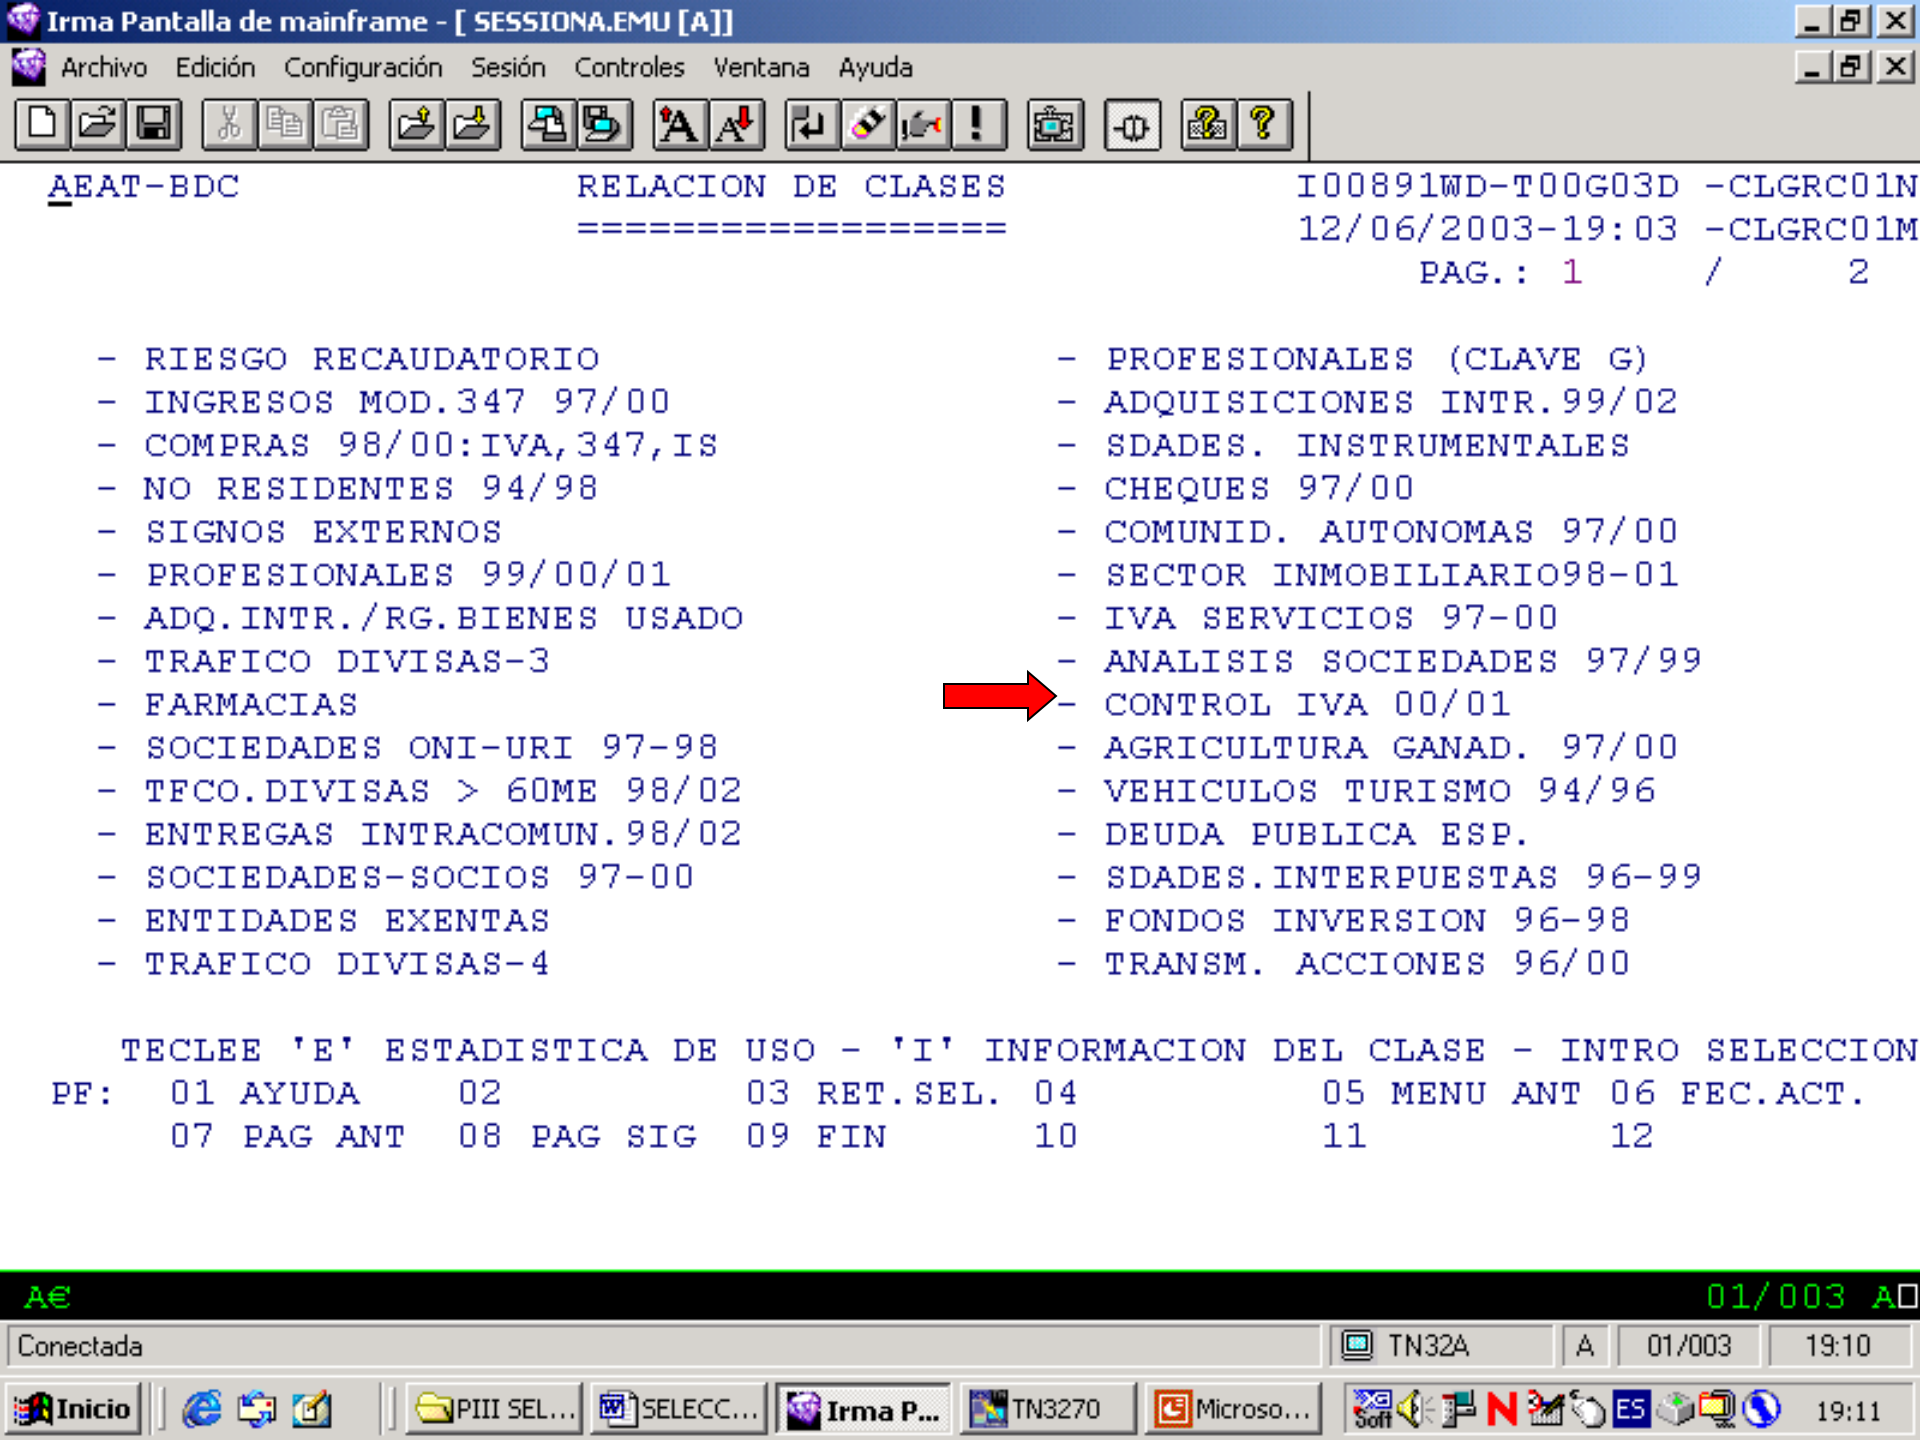 Irma Pantalla de mainframe - [ SESSIONA.EMU [A]]
Archivo Edición Configuración Sesión Controles Ventana Ayuda
AEAT-BDC RELACION DE CLASES I00891WD-T00G03D -CLGRC01N
================== 12/06/2003-19:03 -CLGRC01M
PAG.: 1 / 2
- RIESGO RECAUDATORIO - PROFESIONALES (CLAVE G)
- INGRESOS MOD.347 97/00 - ADQUISICIONES INTR.99/02
- COMPRAS 98/00:IVA,347,IS - SDADES. INSTRUMENTALES
- NO RESIDENTES 94/98 - CHEQUES 97/00
- SIGNOS EXTERNOS - COMUNID. AUTONOMAS 97/00
- PROFESIONALES 99/00/01 - SECTOR INMOBILIARIO98-01
- ADQ.INTR./RG.BIENES USADO - IVA SERVICIOS 97-00
- TRAFICO DIVISAS-3 - ANALISIS SOCIEDADES 97/99
- FARMACIAS - CONTROL IVA 00/01
- SOCIEDADES ONI-URI 97-98 - AGRICULTURA GANAD. 97/00
- TFCO.DIVISAS > 60ME 98/02 - VEHICULOS TURISMO 94/96
- ENTREGAS INTRACOMUN.98/02 - DEUDA PUBLICA ESP.
- SOCIEDADES-SOCIOS 97-00 - SDADES.INTERPUESTAS 96-99
- ENTIDADES EXENTAS - FONDOS INVERSION 96-98
- TRAFICO DIVISAS-4 - TRANSM. ACCIONES 96/00
TECLEE 'E' ESTADISTICA DE USO - 'I' INFORMACION DEL CLASE - INTRO SELECCION
PF: 01 AYUDA 02 03 RET.SEL. 04 05 MENU ANT 06 FEC.ACT.
07 PAG ANT 08 PAG SIG 09 FIN 10 11 12
A€ 01/003 A
Conectada TN32A A 01/003 19:10
Inicio PIII SEL... SELECC... Irma P... TN3270 Microso... Soft N ES 19:11